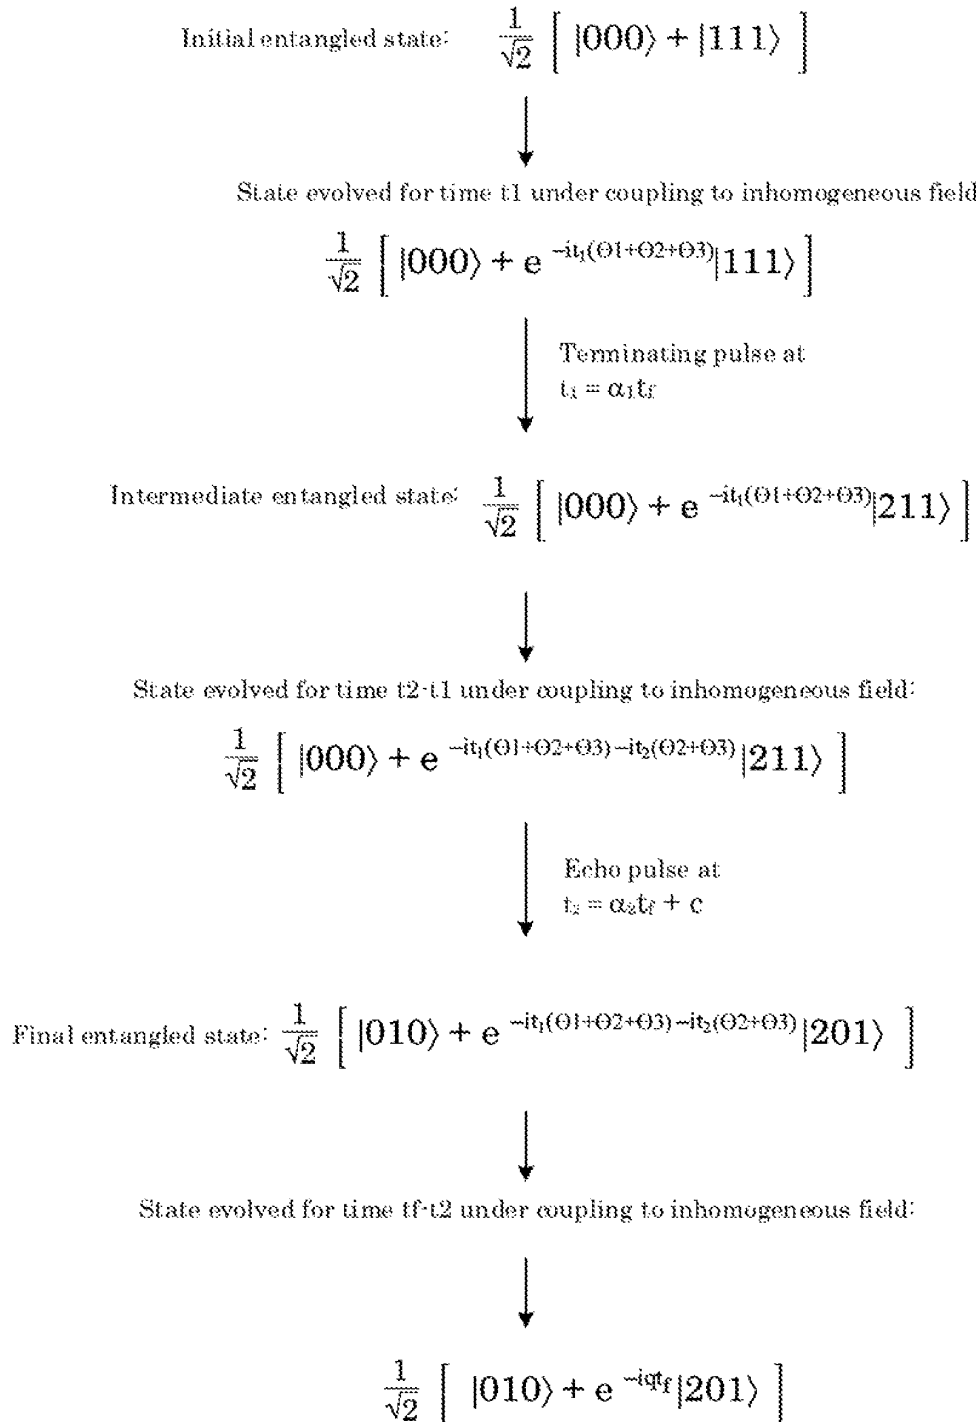 Initial entangled state: 1/√2 [ |000⟩ + |111⟩ ]
State evolved for time t1 under coupling to inhomogeneous field
1/√2 [ |000⟩ + e^{-it₁(Θ1+Θ2+Θ3)}|111⟩ ]
Terminating pulse at
t₁ = α₁t_f
Intermediate entangled state: 1/√2 [ |000⟩ + e^{-it₁(Θ1+Θ2+Θ3)}|211⟩ ]
State evolved for time t2-t1 under coupling to inhomogeneous field:
1/√2 [ |000⟩ + e^{-it₁(Θ1+Θ2+Θ3)-it₂(Θ2+Θ3)}|211⟩ ]
Echo pulse at
t₂ = α₂t_f + c
Final entangled state: 1/√2 [ |010⟩ + e^{-it₁(Θ1+Θ2+Θ3)-it₂(Θ2+Θ3)}|201⟩ ]
State evolved for time tf-t2 under coupling to inhomogeneous field:
1/√2 [ |010⟩ + e^{-iqt_f}|201⟩ ]